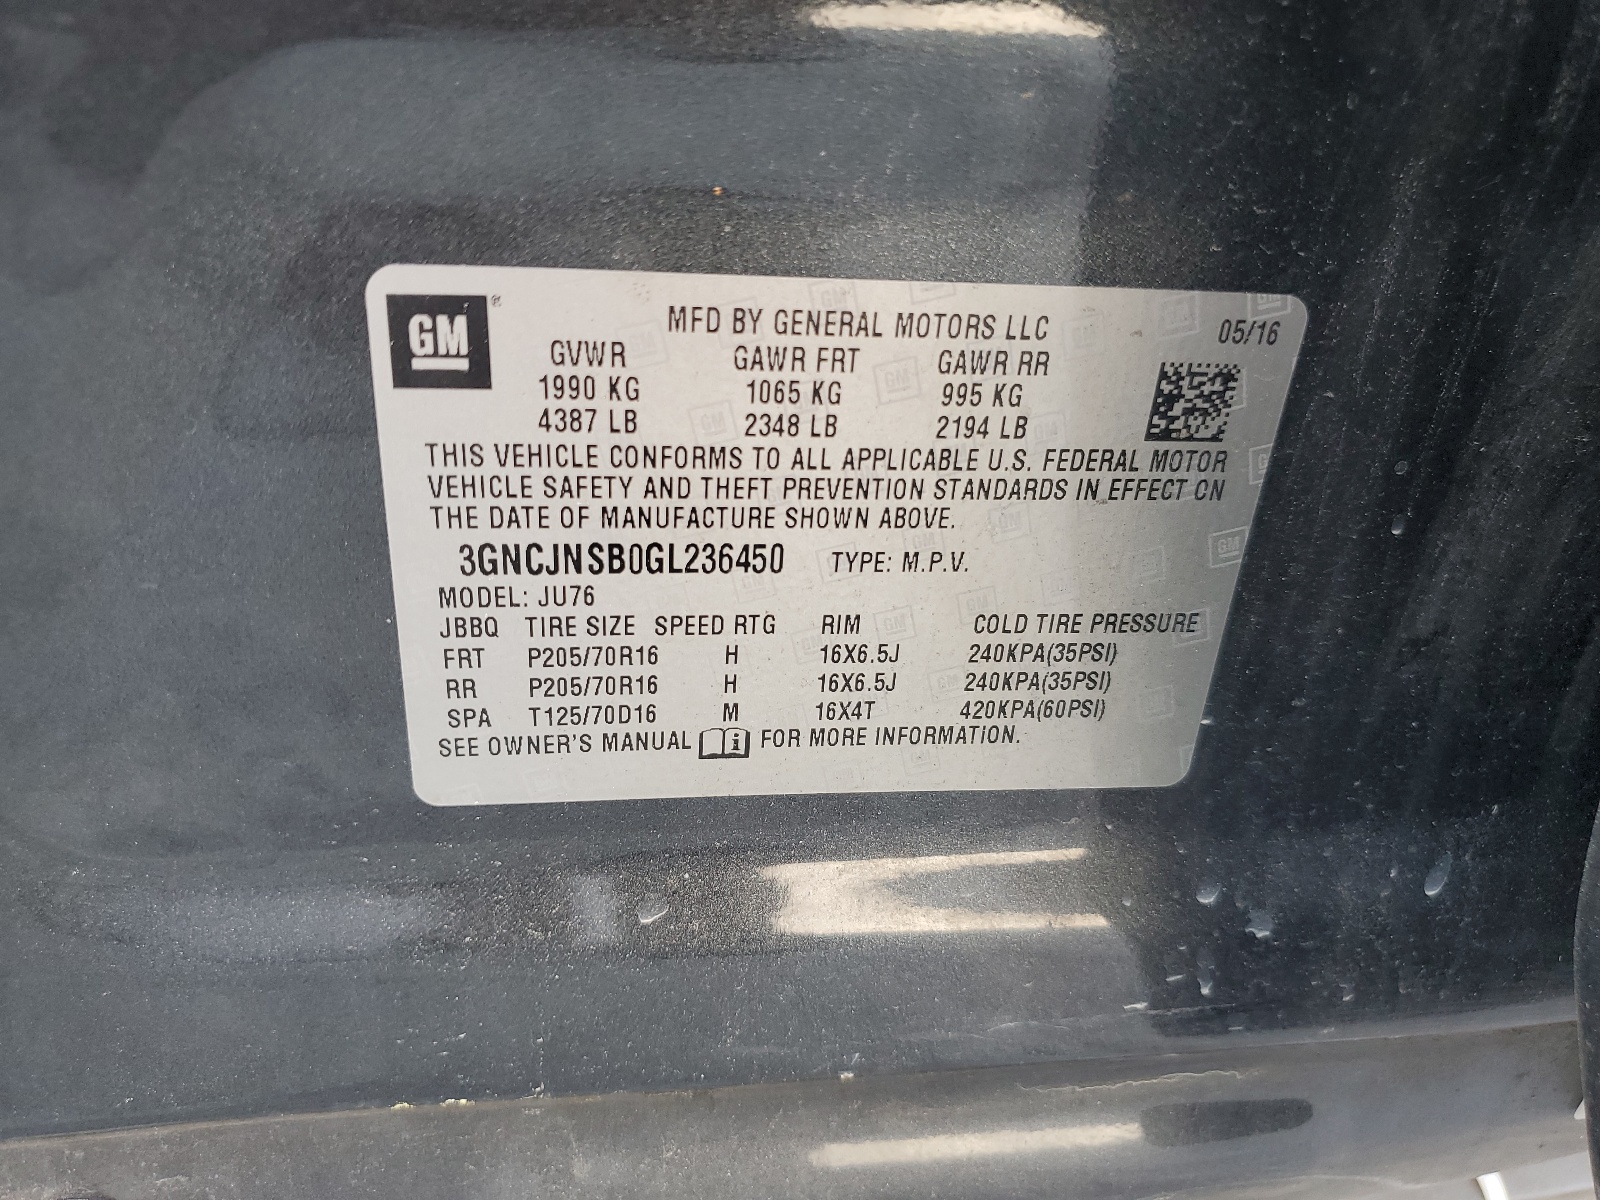 GM ®
MFD BY GENERAL MOTORS LLC 05/16
GVWR GAWR FRT GAWR RR
1990 KG 1065 KG 995 KG
4387 LB 2348 LB 2194 LB
THIS VEHICLE CONFORMS TO ALL APPLICABLE U.S. FEDERAL MOTOR
VEHICLE SAFETY AND THEFT PREVENTION STANDARDS IN EFFECT ON
THE DATE OF MANUFACTURE SHOWN ABOVE.
3GNCJNSB0GL236450 TYPE: M.P.V.
MODEL: JU76
JBBQ TIRE SIZE SPEED RTG RIM COLD TIRE PRESSURE
FRT P205/70R16 H 16X6.5J 240KPA(35PSI)
RR P205/70R16 H 16X6.5J 240KPA(35PSI)
SPA T125/70D16 M 16X4T 420KPA(60PSI)
SEE OWNER'S MANUAL i FOR MORE INFORMATION.